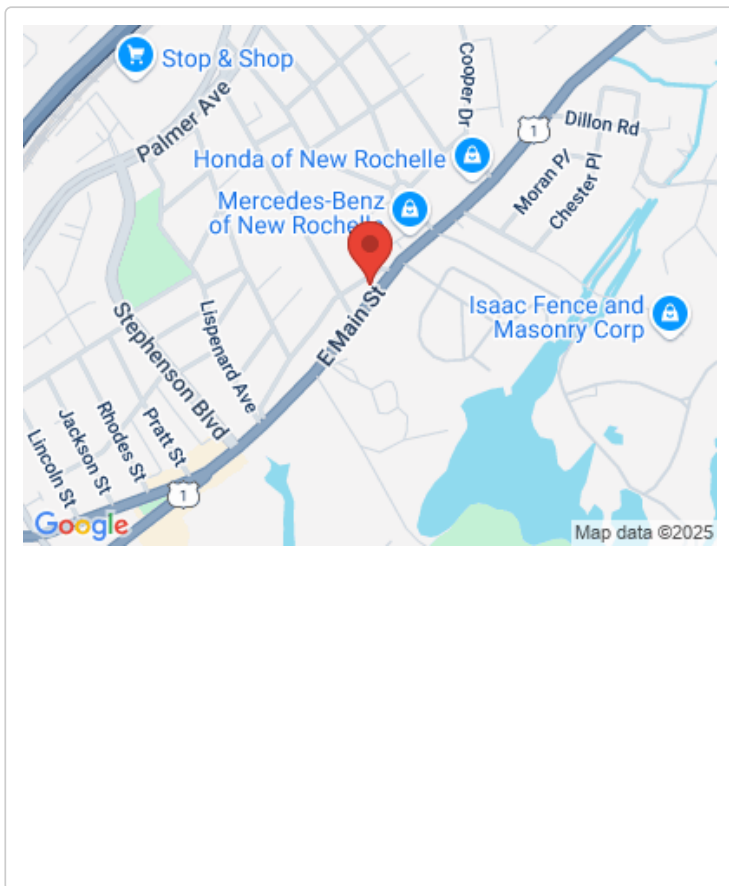 Stop & Shop
Palmer Ave
Cooper Dr
1
Dillon Rd
Honda of New Rochelle
Moran Pl
Chester Pl
Mercedes-Benz
of New Rochelle
E Main St
Isaac Fence and
Masonry Corp
Lispenard Ave
Stephenson Blvd
Pratt St
Rhodes St
Jackson St
Lincoln St
1
Google
Map data ©2025